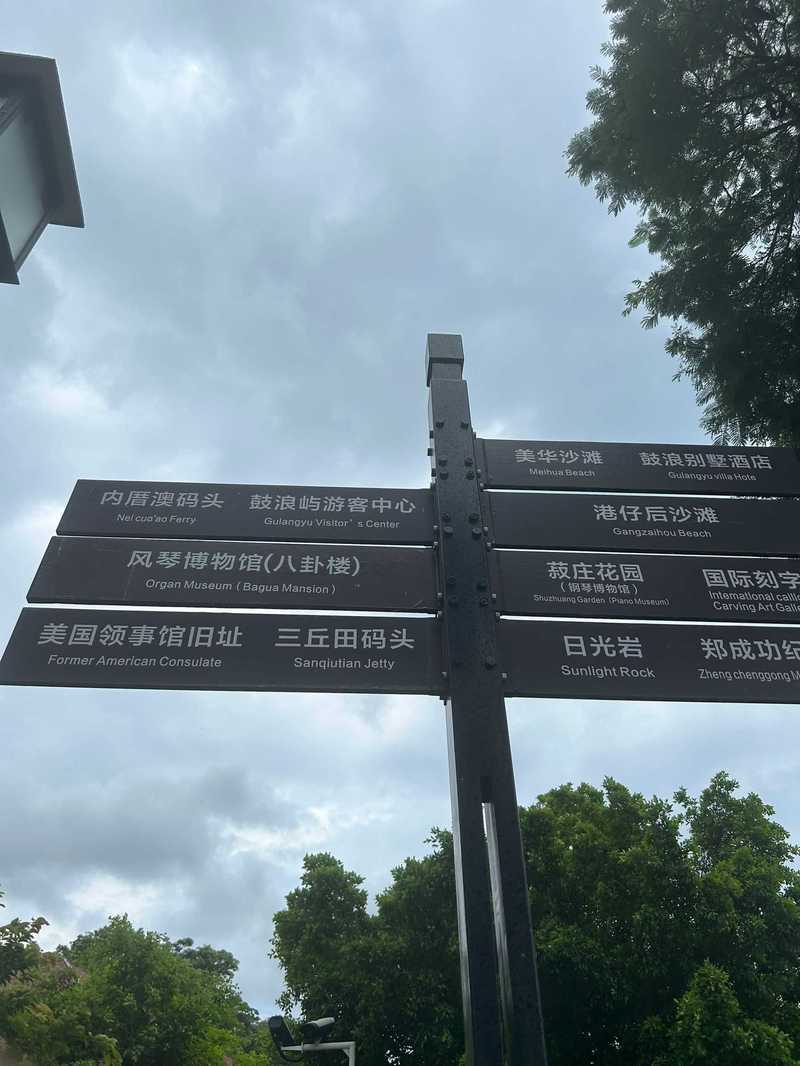 内厝澳码头 鼓浪屿游客中心
Nei cuo'ao Ferry Gulangyu Visitor's Center
风琴博物馆(八卦楼)
Organ Museum (Bagua Mansion)
美国领事馆旧址 三丘田码头
Former American Consulate Sanqiutian Jetty
美华沙滩 鼓浪别墅酒店
Meihua Beach Gulangyu villa Hote
港仔后沙滩
Gangzaihou Beach
菽庄花园 国际刻字
(钢琴博物馆)
Shuzhuang Garden (Piano Museum)
International
Carving Art
日光岩 郑成功纪
Sunlight Rock Zheng chenggong M